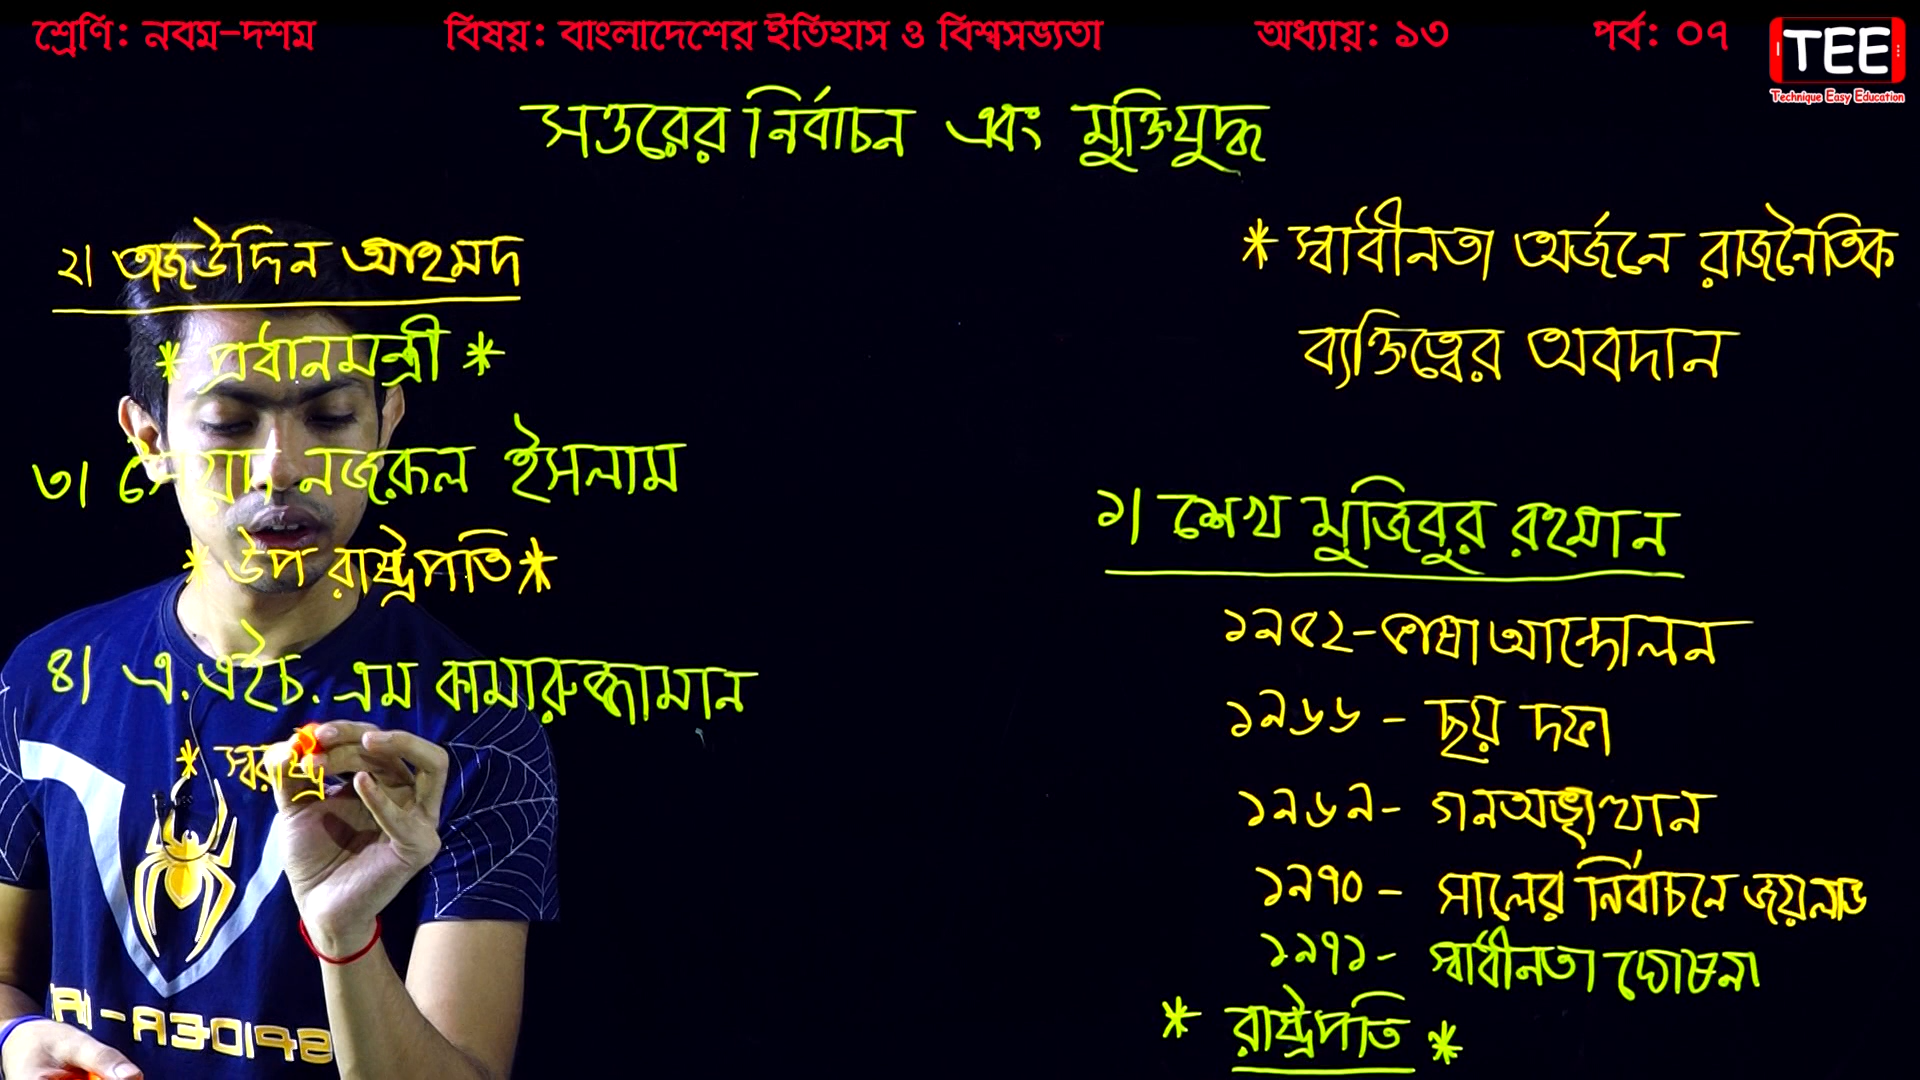 শ্রেণি: নবম-দশম বিষয়: বাংলাদেশের ইতিহাস ও বিশ্বসভ্যতা অধ্যায়: ১৩ পর্ব: ০৭
TEE
Technique Easy Education
সত্তরের নির্বাচন এবং মুক্তিযুদ্ধ
* স্বাধীনতা অর্জনে রাজনৈতিক
ব্যক্তিত্বের অবদান
১। শেখ মুজিবুর রহমান
১৯৫২-ভাষা আন্দোলন
১৯৬৬ - ছয় দফা
১৯৬৯ - গনঅভ্যুত্থান
১৯৭০ - সালের নির্বাচনে জয়লাভ
১৯৭১ - স্বাধীনতা ঘোষনা
* রাষ্ট্রপতি *
২। তাজউদ্দিন আহমদ
* প্রধানমন্ত্রী *
৩। সৈয়দ নজরুল ইসলাম
* উপ রাষ্ট্রপতি *
৪। এ.এইচ.এম কামারুজ্জামান
* স্বরাষ্ট্র